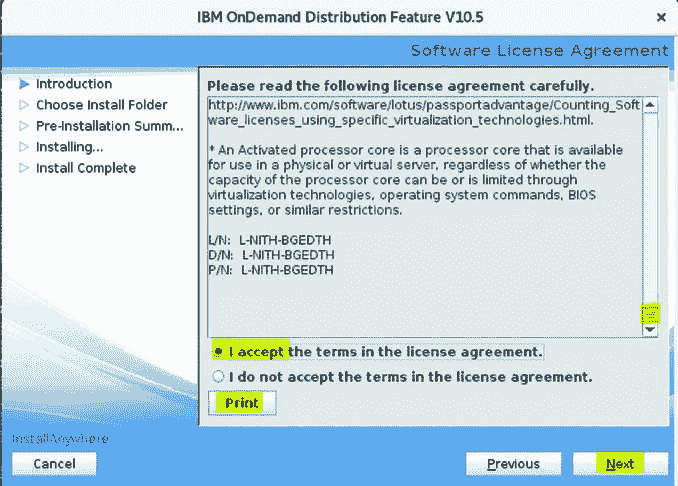 IBM OnDemand Distribution Feature V10.5
Software License Agreement
Introduction
Choose Install Folder
Pre-Installation Summ...
Installing...
Install Complete
Please read the following license agreement carefully.
http://www.ibm.com/software/lotus/passportadvantage/Counting_Soft
ware_licenses_using_specific_virtualization_technologies.html.
* An Activated processor core is a processor core that is available
for use in a physical or virtual server, regardless of whether the
capacity of the processor core can be or is limited through
virtualization technologies, operating system commands, BIOS
settings, or similar restrictions.
L/N: L-NITH-BGEDTH
D/N: L-NITH-BGEDTH
P/N: L-NITH-BGEDTH
I accept the terms in the license agreement.
I do not accept the terms in the license agreement.
Print
InstallAnywhere
Cancel
Previous
Next